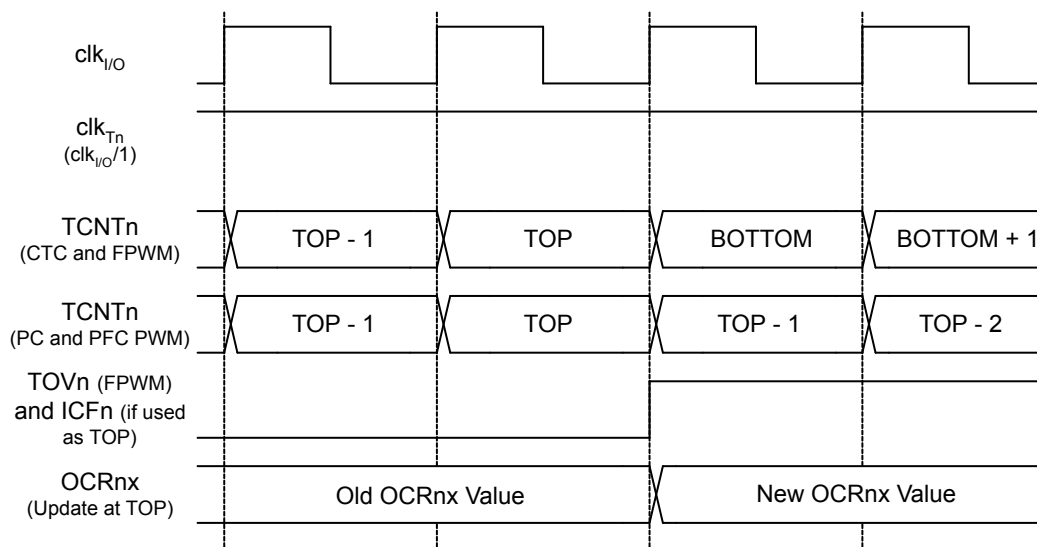 clkI/O
clkTn
(clkI/O/1)
TCNTn
(CTC and FPWM)
TOP - 1
TOP
BOTTOM
BOTTOM + 1
TCNTn
(PC and PFC PWM)
TOP - 1
TOP
TOP - 1
TOP - 2
TOVn (FPWM)
and ICFn (if used
as TOP)
OCRnx
(Update at TOP)
Old OCRnx Value
New OCRnx Value